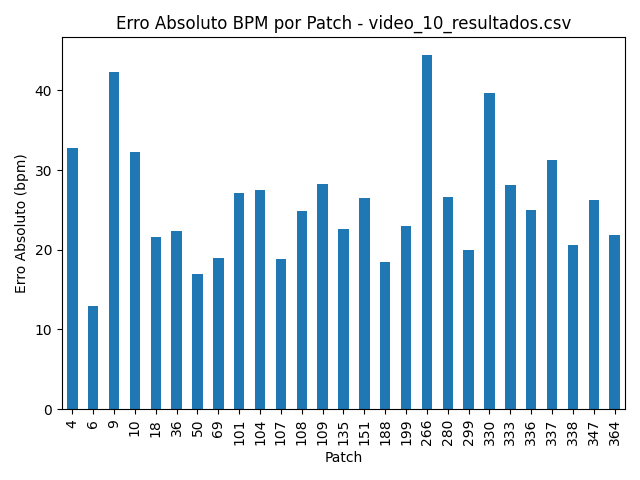 Erro Absoluto BPM por Patch - video_10_resultados.csv
Erro Absoluto (bpm)
40
30
20
10
0
4 6 9 10 18 36 50 69 101 104 107 108 109 135 151 188 199 266 280 299 330 333 336 337 338 347 364
Patch